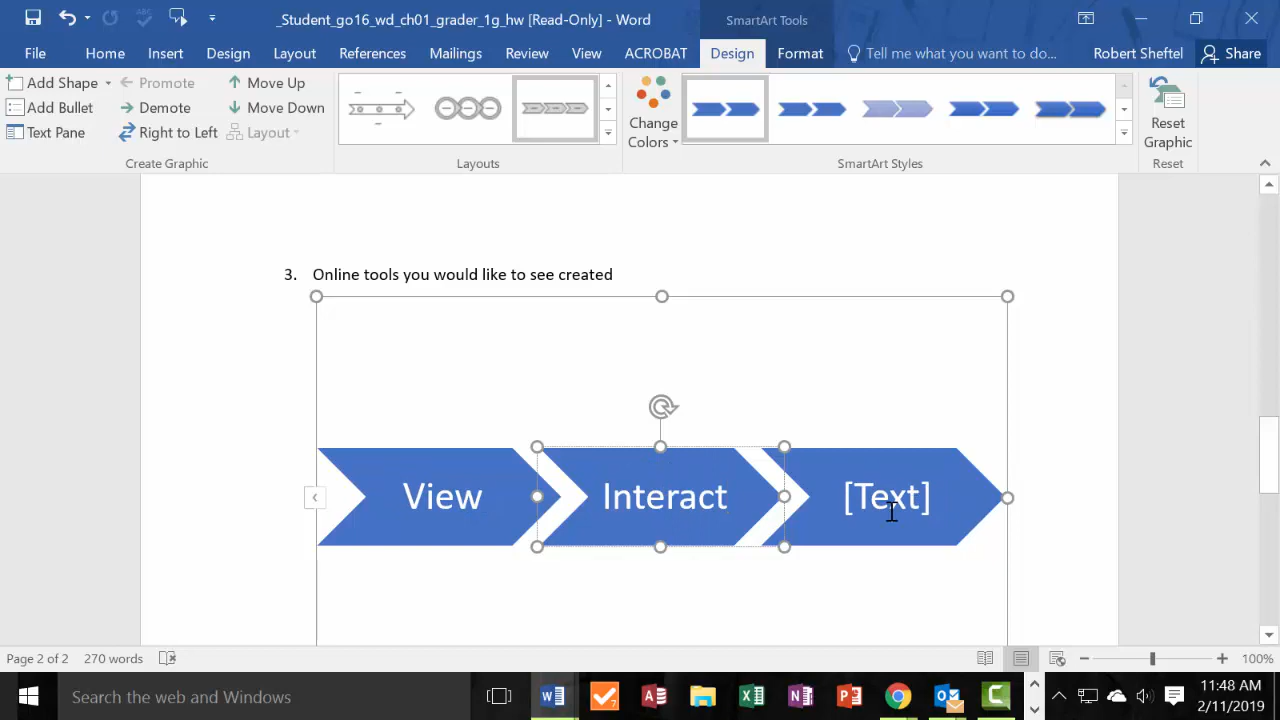 _Student_go16_wd_ch01_grader_1g_hw [Read-Only] - Word
SmartArt Tools
File Home Insert Design Layout References Mailings Review View ACROBAT Design Format Tell me what you want to do... Robert Sheftel Share
Add Shape Promote Move Up
Add Bullet Demote Move Down
Text Pane Right to Left Layout
Change Colors
Reset Graphic
Create Graphic Layouts SmartArt Styles Reset
3. Online tools you would like to see created
View Interact [Text]
Page 2 of 2 270 words 100%
Search the web and Windows
11:48 AM
2/11/2019